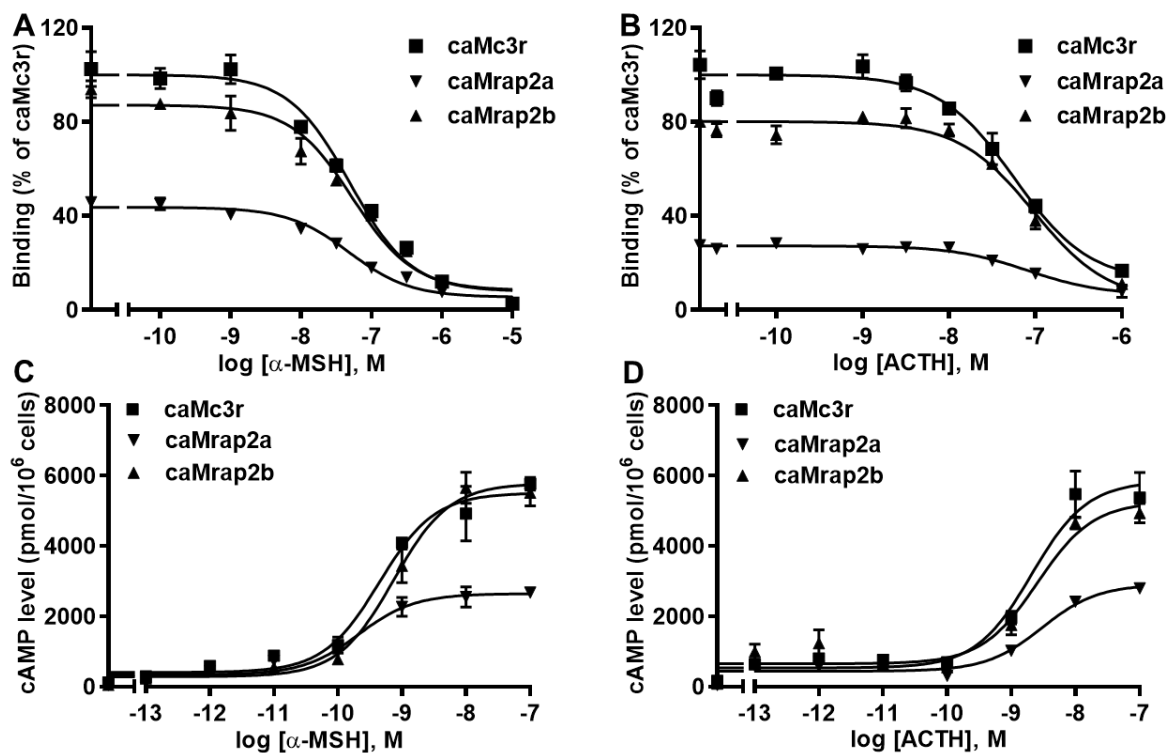 A
Binding (% of caMc3r)
120
80
40
0
caMc3r
caMrap2a
caMrap2b
-10 -9 -8 -7 -6 -5
log [α-MSH], M
B
Binding (% of caMc3r)
120
80
40
0
caMc3r
caMrap2a
caMrap2b
-10 -9 -8 -7 -6
log [ACTH], M
C
cAMP level (pmol/10⁶ cells)
8000
6000
4000
2000
0
caMc3r
caMrap2a
caMrap2b
-13 -12 -11 -10 -9 -8 -7
log [α-MSH], M
D
cAMP level (pmol/10⁶ cells)
8000
6000
4000
2000
0
caMc3r
caMrap2a
caMrap2b
-13 -12 -11 -10 -9 -8 -7
log [ACTH], M